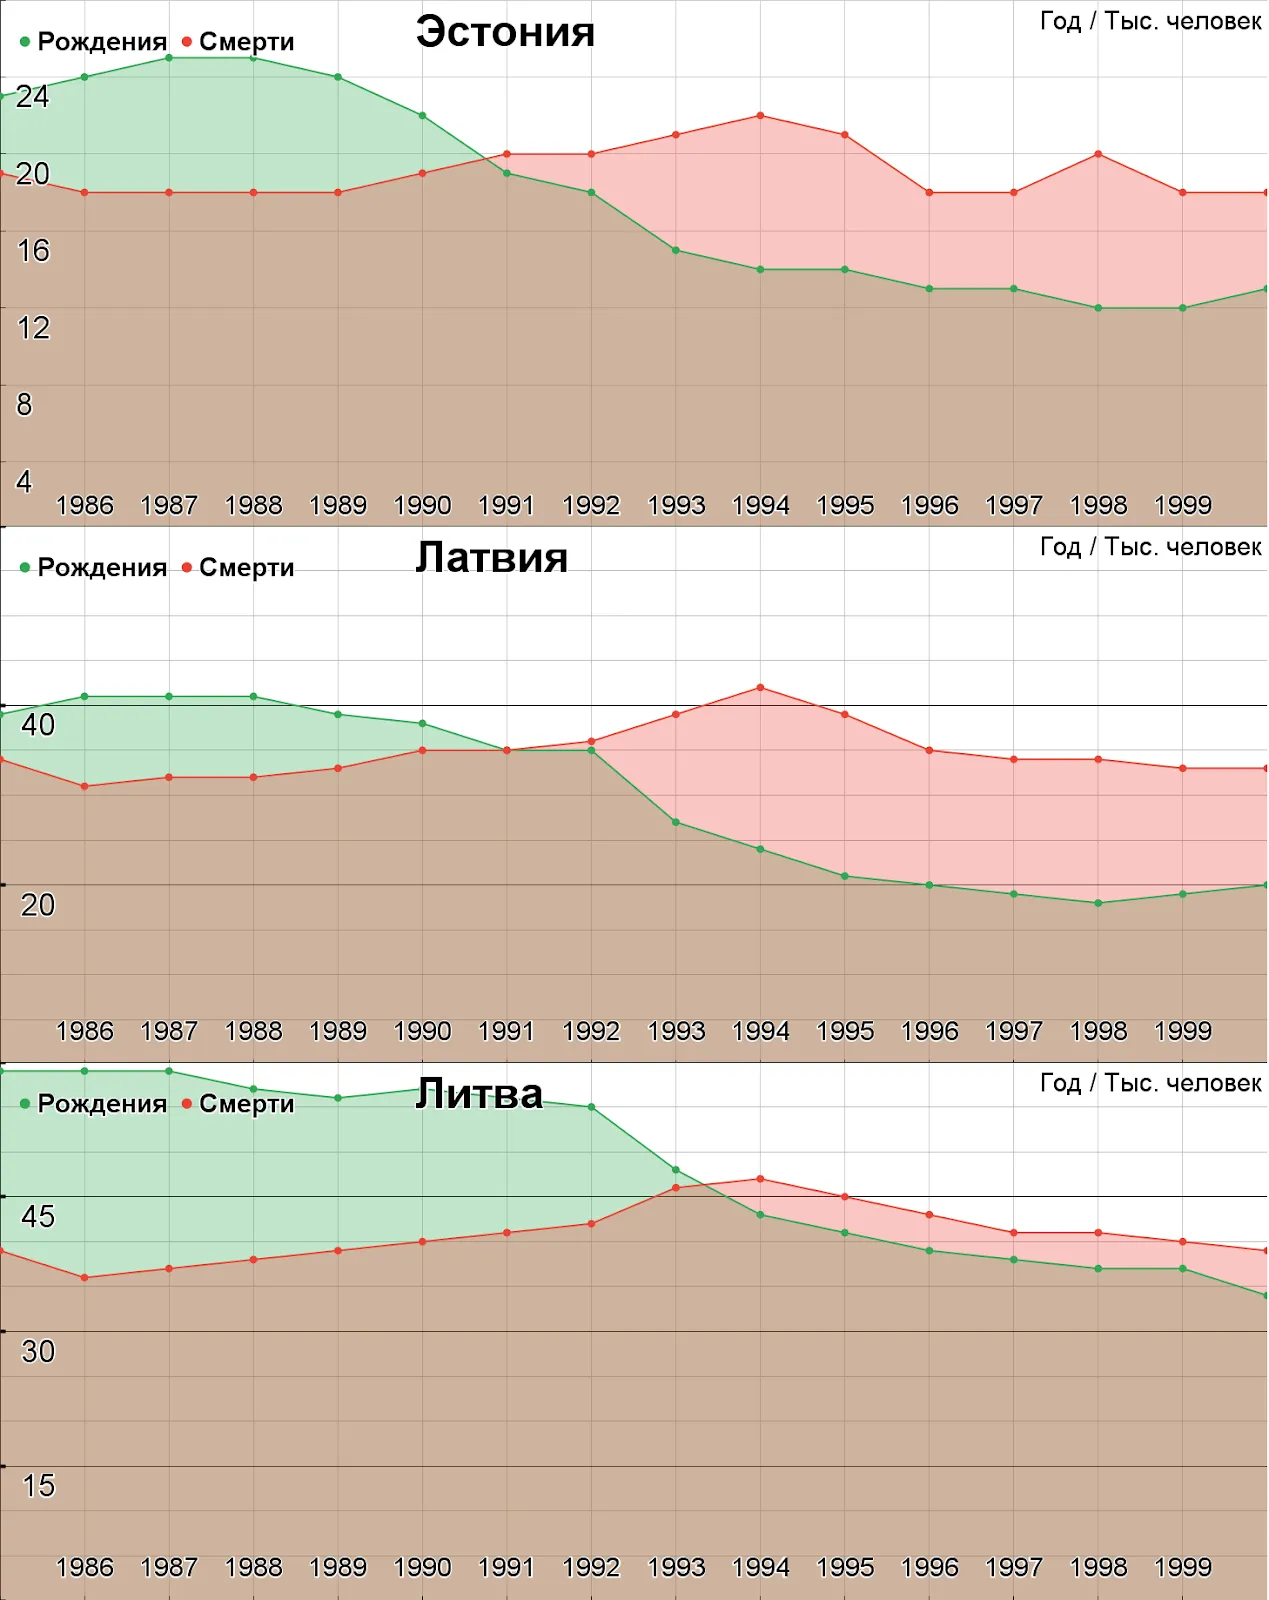 Эстония
Год / Тыс. человек
Рождения Смерти
24
20
16
12
8
4
1986 1987 1988 1989 1990 1991 1992 1993 1994 1995 1996 1997 1998 1999
Латвия
Год / Тыс. человек
Рождения Смерти
40
20
1986 1987 1988 1989 1990 1991 1992 1993 1994 1995 1996 1997 1998 1999
Литва
Год / Тыс. человек
Рождения Смерти
45
30
15
1986 1987 1988 1989 1990 1991 1992 1993 1994 1995 1996 1997 1998 1999